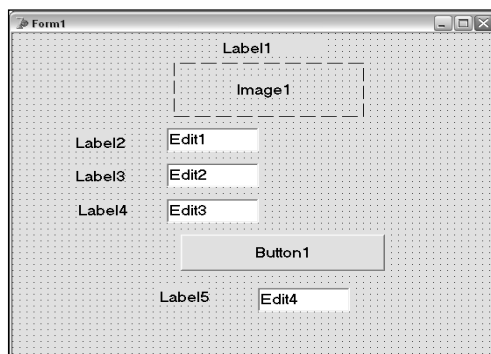 Form1
Label1
Image1
Label2 Edit1
Label3 Edit2
Label4 Edit3
Button1
Label5 Edit4